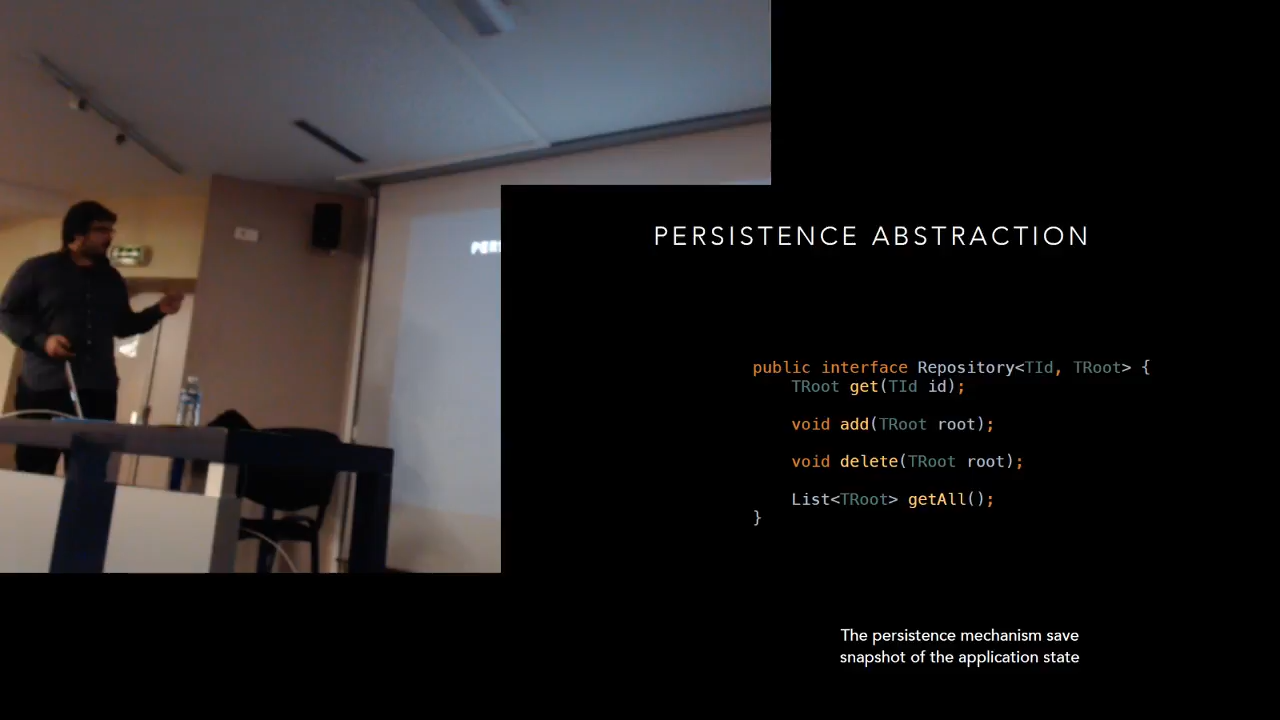 PERSISTENCE ABSTRACTION
public interface Repository<TId, TRoot> {
    TRoot get(TId id);
    void add(TRoot root);
    void delete(TRoot root);
    List<TRoot> getAll();
}
The persistence mechanism save
snapshot of the application state